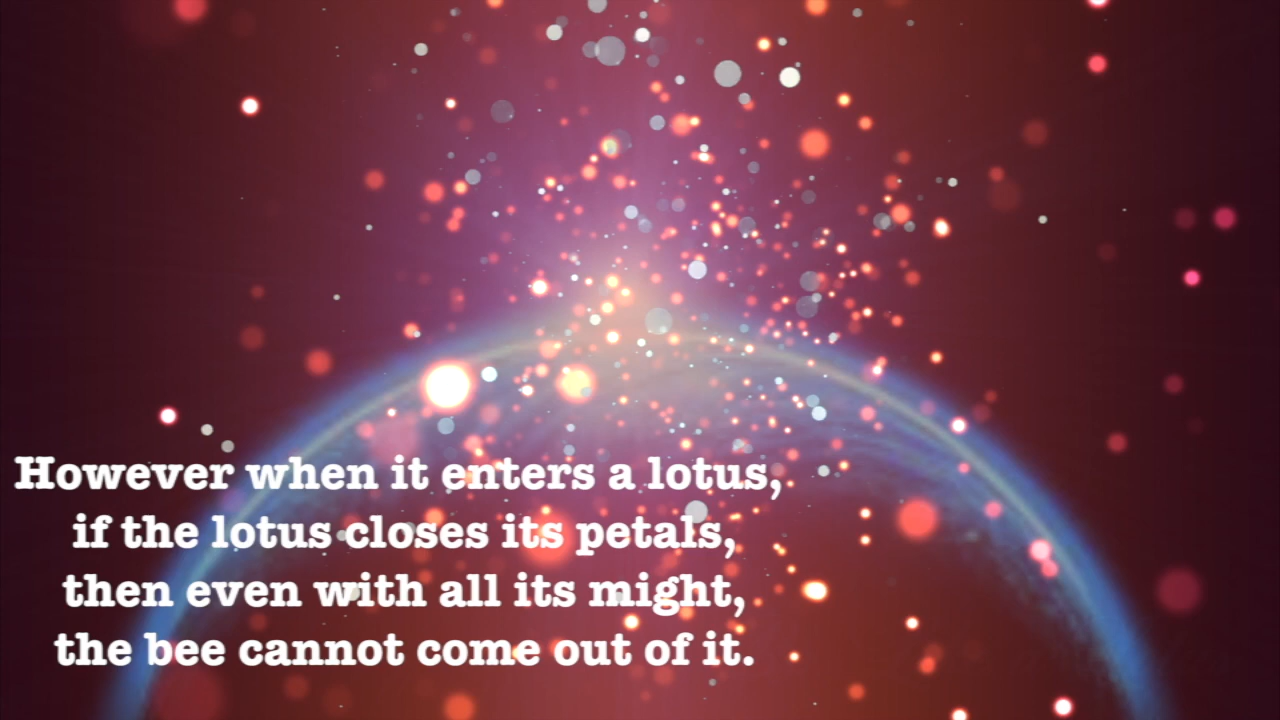 However when it enters a lotus,
if the lotus closes its petals,
then even with all its might,
the bee cannot come out of it.